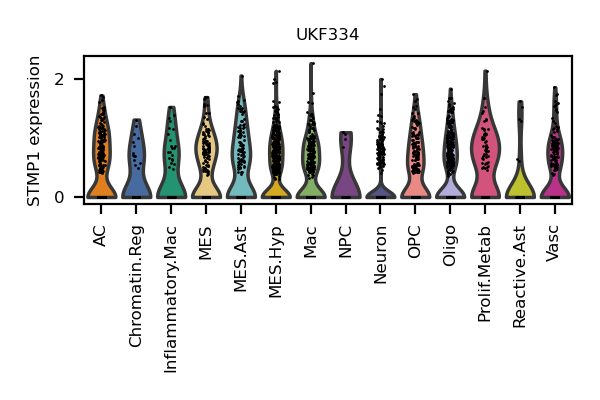 UKF334
STMP1 expression
2
0
AC
Chromatin.Reg
Inflammatory.Mac
MES
MES.Ast
MES.Hyp
Mac
NPC
Neuron
OPC
Oligo
Prolif.Metab
Reactive.Ast
Vasc